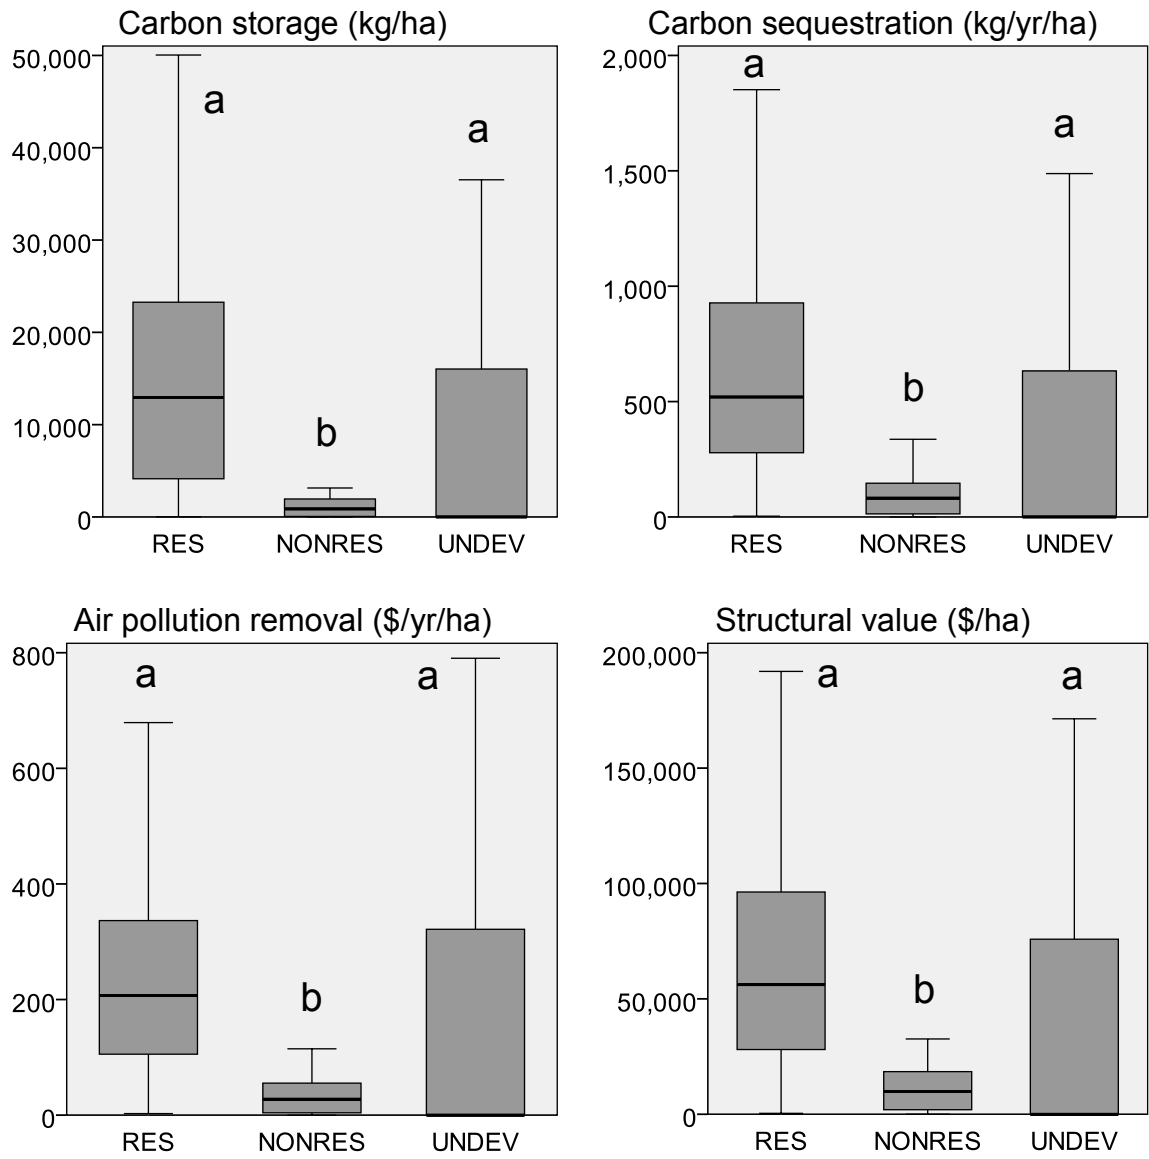 Carbon storage (kg/ha)
50,000
40,000
30,000
20,000
10,000
0
a
b
a
RES NONRES UNDEV
Carbon sequestration (kg/yr/ha)
2,000
1,500
1,000
500
0
a
b
a
RES NONRES UNDEV
Air pollution removal ($/yr/ha)
800
600
400
200
0
a
b
a
RES NONRES UNDEV
Structural value ($/ha)
200,000
150,000
100,000
50,000
0
a
b
a
RES NONRES UNDEV